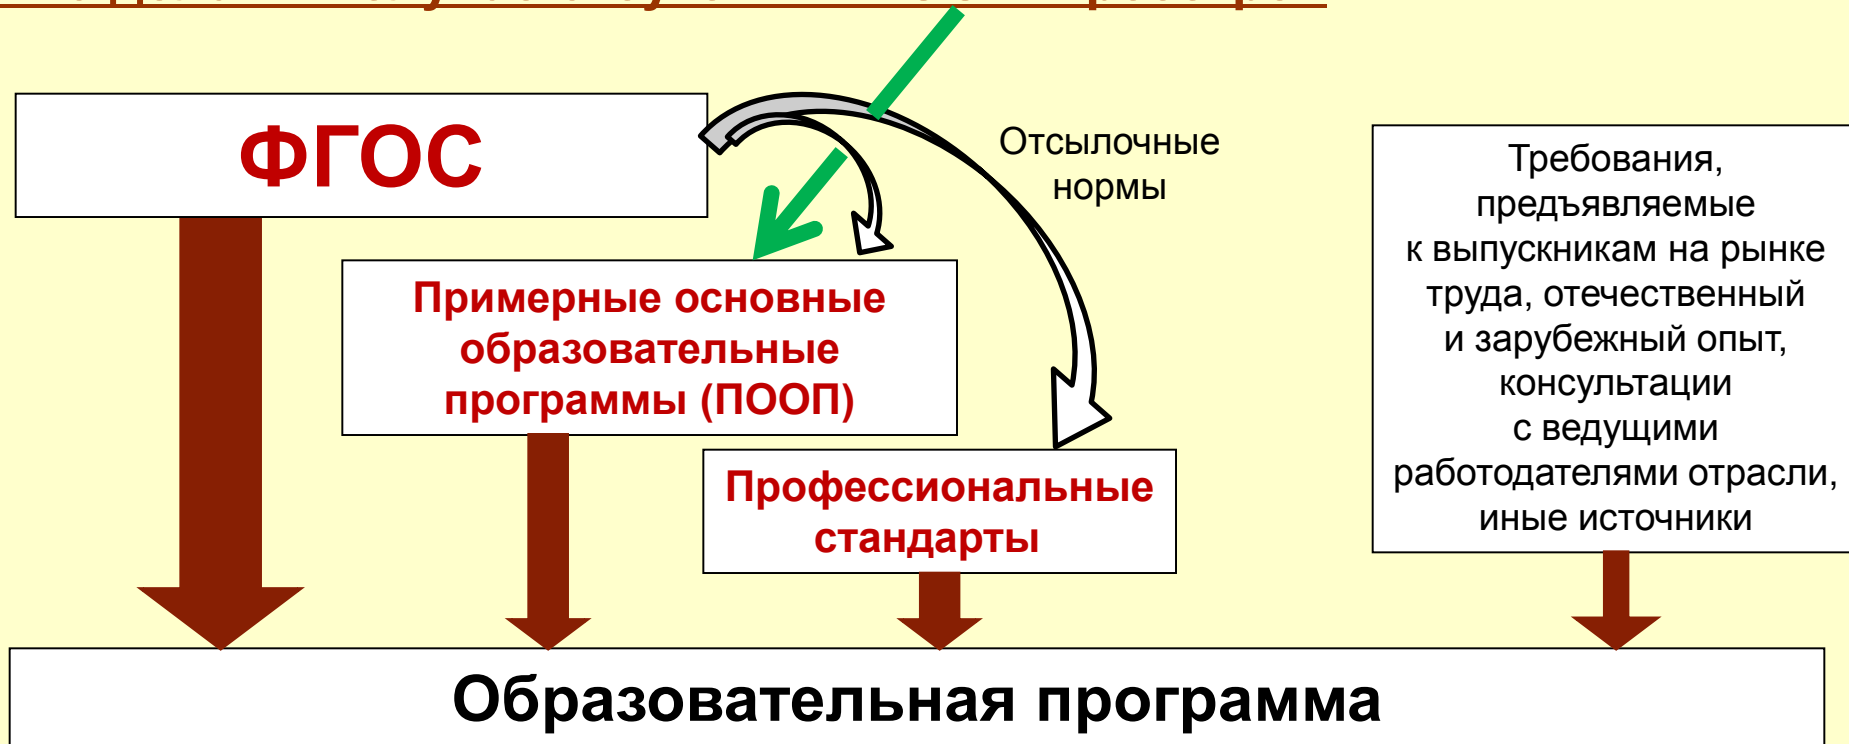 ФГОС
Отсылочные
нормы
Требования,
предъявляемые
к выпускникам на рынке
труда, отечественный
и зарубежный опыт,
консультации
с ведущими
работодателями отрасли,
иные источники
Примерные основные
образовательные
программы (ПООП)
Профессиональные
стандарты
Образовательная программа